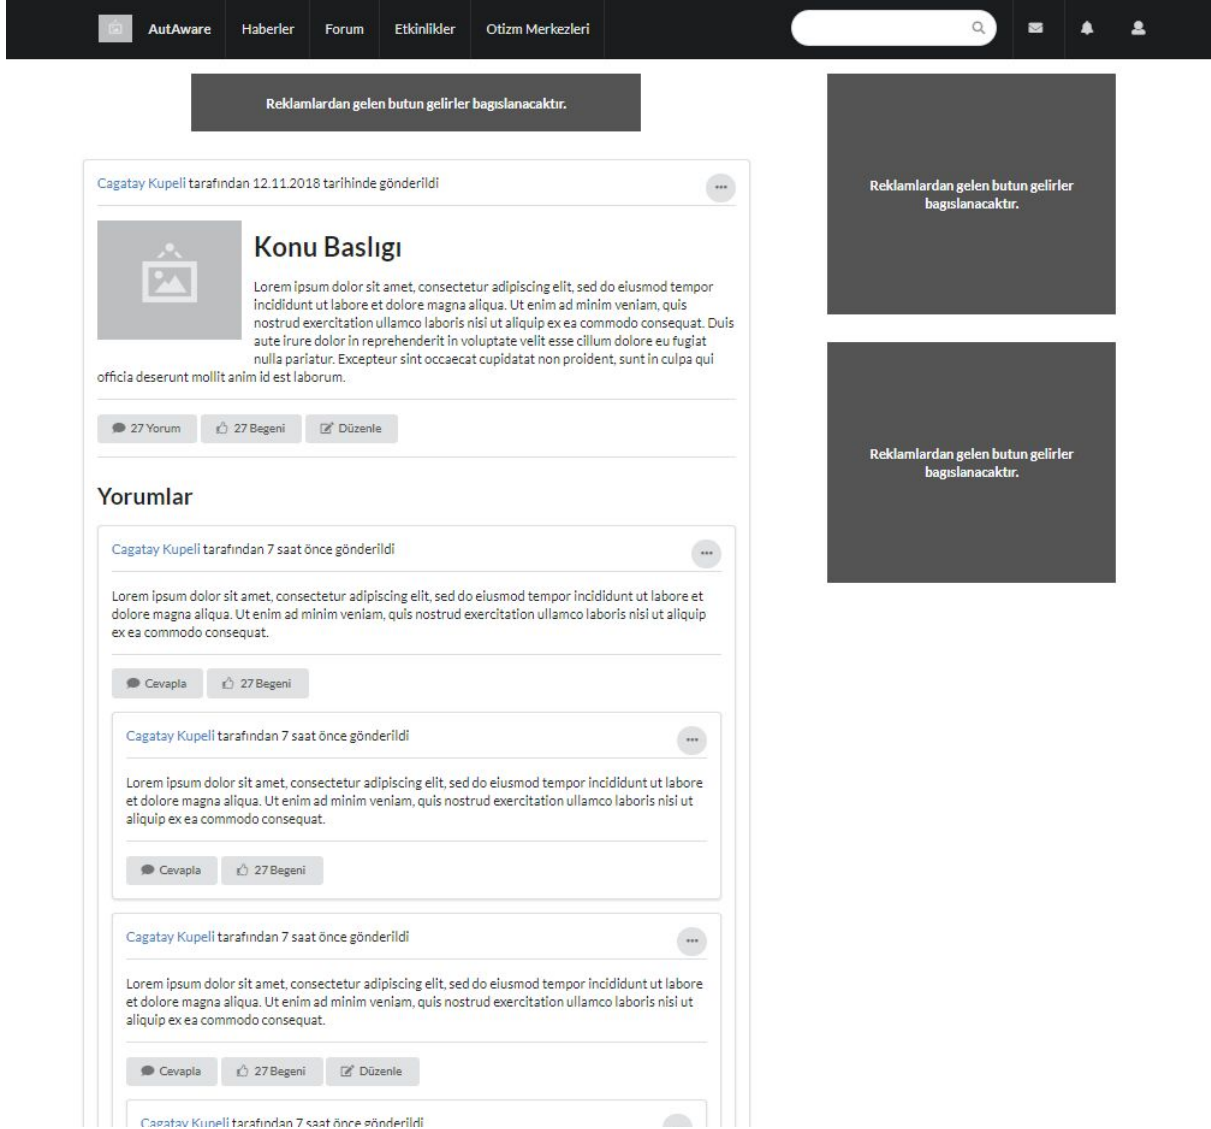 AutAware Haberler Forum Etkinlikler Otizm Merkezleri
Reklamlardan gelen butun gelirler bagıslanacaktır.
Cagatay Kupeli tarafından 12.11.2018 tarihinde gönderildi
Konu Baslıgı
Lorem ipsum dolor sit amet, consectetur adipiscing elit, sed do eiusmod tempor
incididunt ut labore et dolore magna aliqua. Ut enim ad minim veniam, quis
nostrud exercitation ullamco laboris nisi ut aliquip ex ea commodo consequat. Duis
aute irure dolor in reprehenderit in voluptate velit esse cillum dolore eu fugiat
nulla pariatur. Excepteur sint occaecat cupidatat non proident, sunt in culpa qui
officia deserunt mollit anim id est laborum.
27 Yorum 27 Begeni Düzenle
Yorumlar
Cagatay Kupeli tarafından 7 saat önce gönderildi
Lorem ipsum dolor sit amet, consectetur adipiscing elit, sed do eiusmod tempor incididunt ut labore et
dolore magna aliqua. Ut enim ad minim veniam, quis nostrud exercitation ullamco laboris nisi ut aliquip
ex ea commodo consequat.
Cevapla 27 Begeni
Cagatay Kupeli tarafından 7 saat önce gönderildi
Lorem ipsum dolor sit amet, consectetur adipiscing elit, sed do eiusmod tempor incididunt ut labore
et dolore magna aliqua. Ut enim ad minim veniam, quis nostrud exercitation ullamco laboris nisi ut
aliquip ex ea commodo consequat.
Cevapla 27 Begeni
Cagatay Kupeli tarafından 7 saat önce gönderildi
Lorem ipsum dolor sit amet, consectetur adipiscing elit, sed do eiusmod tempor incididunt ut labore
et dolore magna aliqua. Ut enim ad minim veniam, quis nostrud exercitation ullamco laboris nisi ut
aliquip ex ea commodo consequat.
Cevapla 27 Begeni Düzenle
Cagatay Kupeli tarafından 7 saat önce gönderildi
Reklamlardan gelen butun gelirler
bagıslanacaktır.
Reklamlardan gelen butun gelirler
bagıslanacaktır.